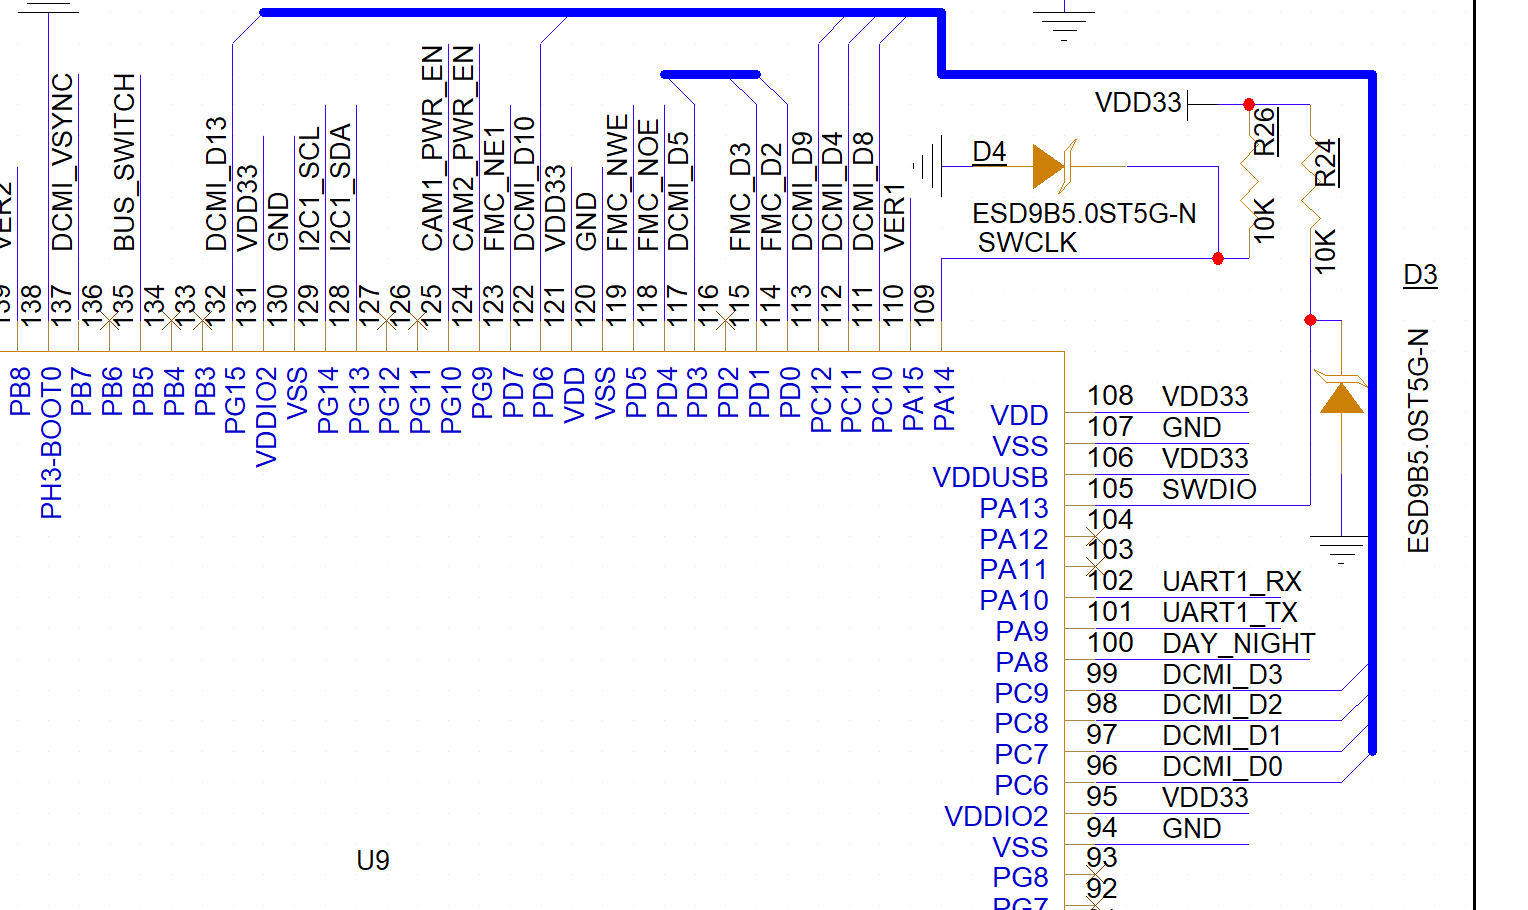 VER2
DCMI_VSYNC
BUS_SWITCH
DCMI_D13
VDD33
GND
I2C1_SCL
I2C1_SDA
CAM1_PWR_EN
CAM2_PWR_EN
FMC_NE1
DCMI_D10
VDD33
GND
FMC_NWE
FMC_NOE
DCMI_D5
FMC_D3
FMC_D2
DCMI_D9
DCMI_D4
DCMI_D8
VER1
139
138
137
136
135
134
133
132
131
130
129
128
127
126
125
124
123
122
121
120
119
118
117
116
115
114
113
112
111
110
109
PB8
PH3-BOOT0
PB7
PB6
PB5
PB4
PB3
PG15
VDDIO2
VSS
PG14
PG13
PG12
PG11
PG10
PG9
PD7
PD6
VDD
VSS
PD5
PD4
PD3
PD2
PD1
PD0
PC12
PC11
PC10
PA15
PA14
VDD33
R26
10K
R24
10K
D4
ESD9B5.0ST5G-N
SWCLK
D3
ESD9B5.0ST5G-N
VDD 108 VDD33
VSS 107 GND
VDDUSB 106 VDD33
PA13 105 SWDIO
PA12 104
PA11 103
PA10 102 UART1_RX
PA9 101 UART1_TX
PA8 100 DAY_NIGHT
PC9 99 DCMI_D3
PC8 98 DCMI_D2
PC7 97 DCMI_D1
PC6 96 DCMI_D0
VDDIO2 95 VDD33
VSS 94 GND
PG8 93
PG7 92
U9